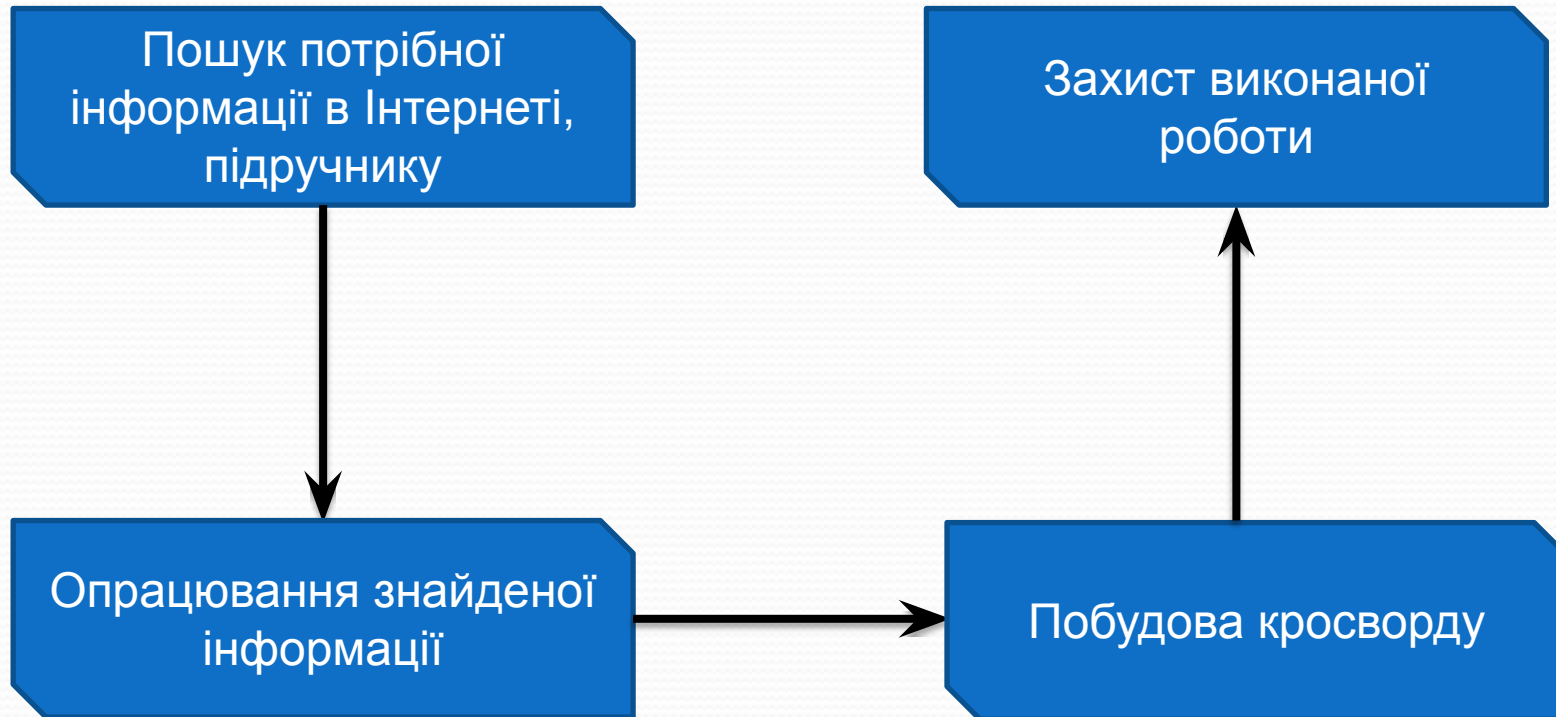 Пошук потрібної
інформації в Інтернеті,
підручнику
Опрацювання знайденої
інформації
Побудова кросворду
Захист виконаної
роботи